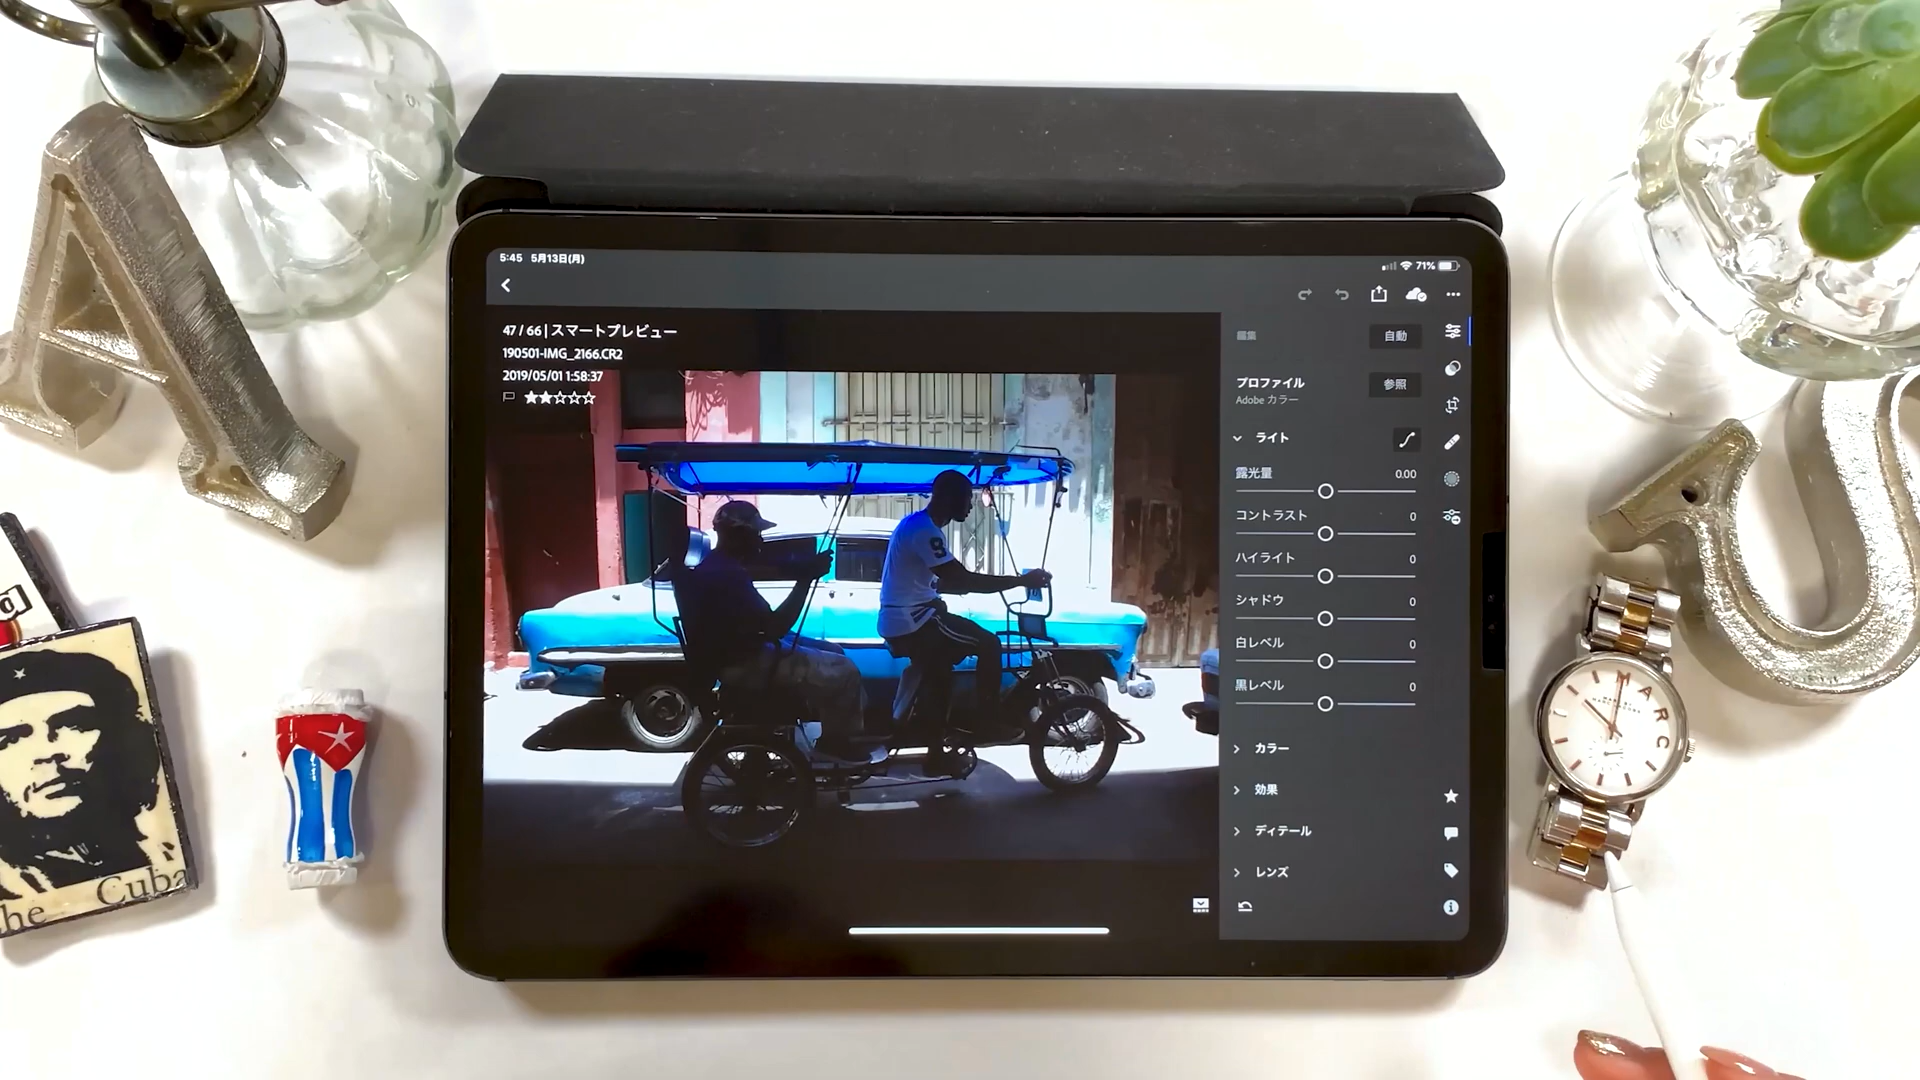 5:45 5月13日(月)
71%
47 / 66 | スマートプレビュー
190501-IMG_2166.CR2
2019/05/01 1:58:37
編集
自動
プロファイル
参照
Adobe カラー
ライト
露光量 0.00
コントラスト 0
ハイライト 0
シャドウ 0
白レベル 0
黒レベル 0
カラー
効果
ディテール
レンズ
A
S
MARC
Cuba
he